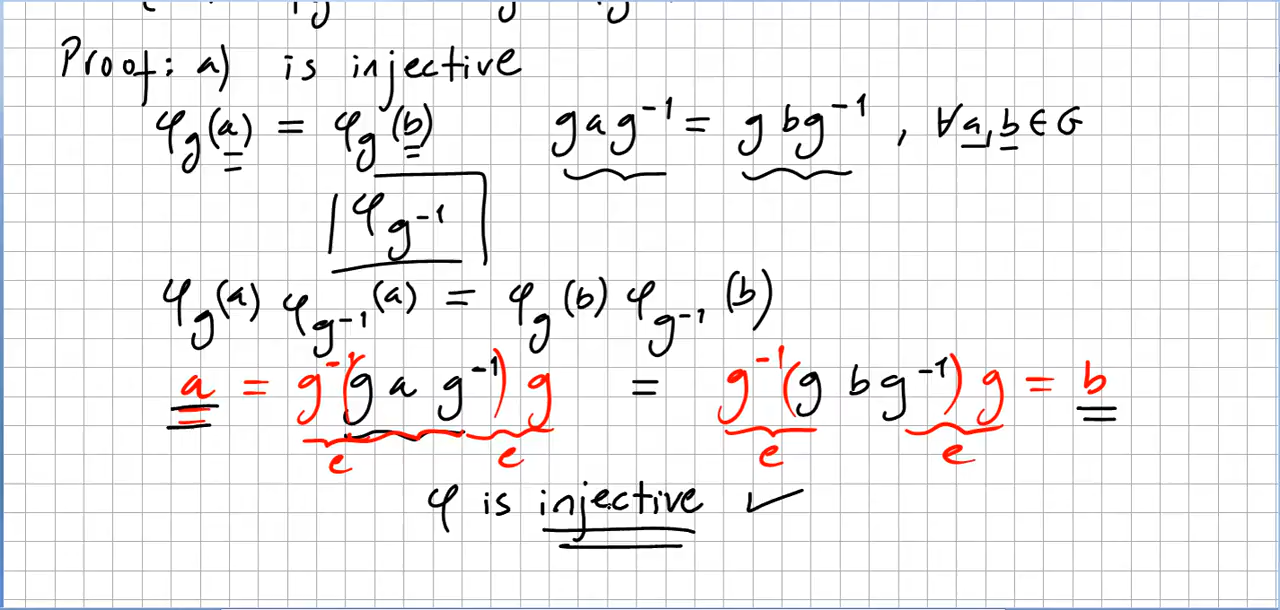 Proof: a) is injective
φg(a) = φg(b) gag⁻¹ = gbg⁻¹, ∀a,b∈G
φg⁻¹
φg(a) φg⁻¹(a) = φg(b) φg⁻¹(b)
a = g⁻¹(g a g⁻¹) g = g⁻¹(g b g⁻¹) g = b
e e e e
φ is injective ✓